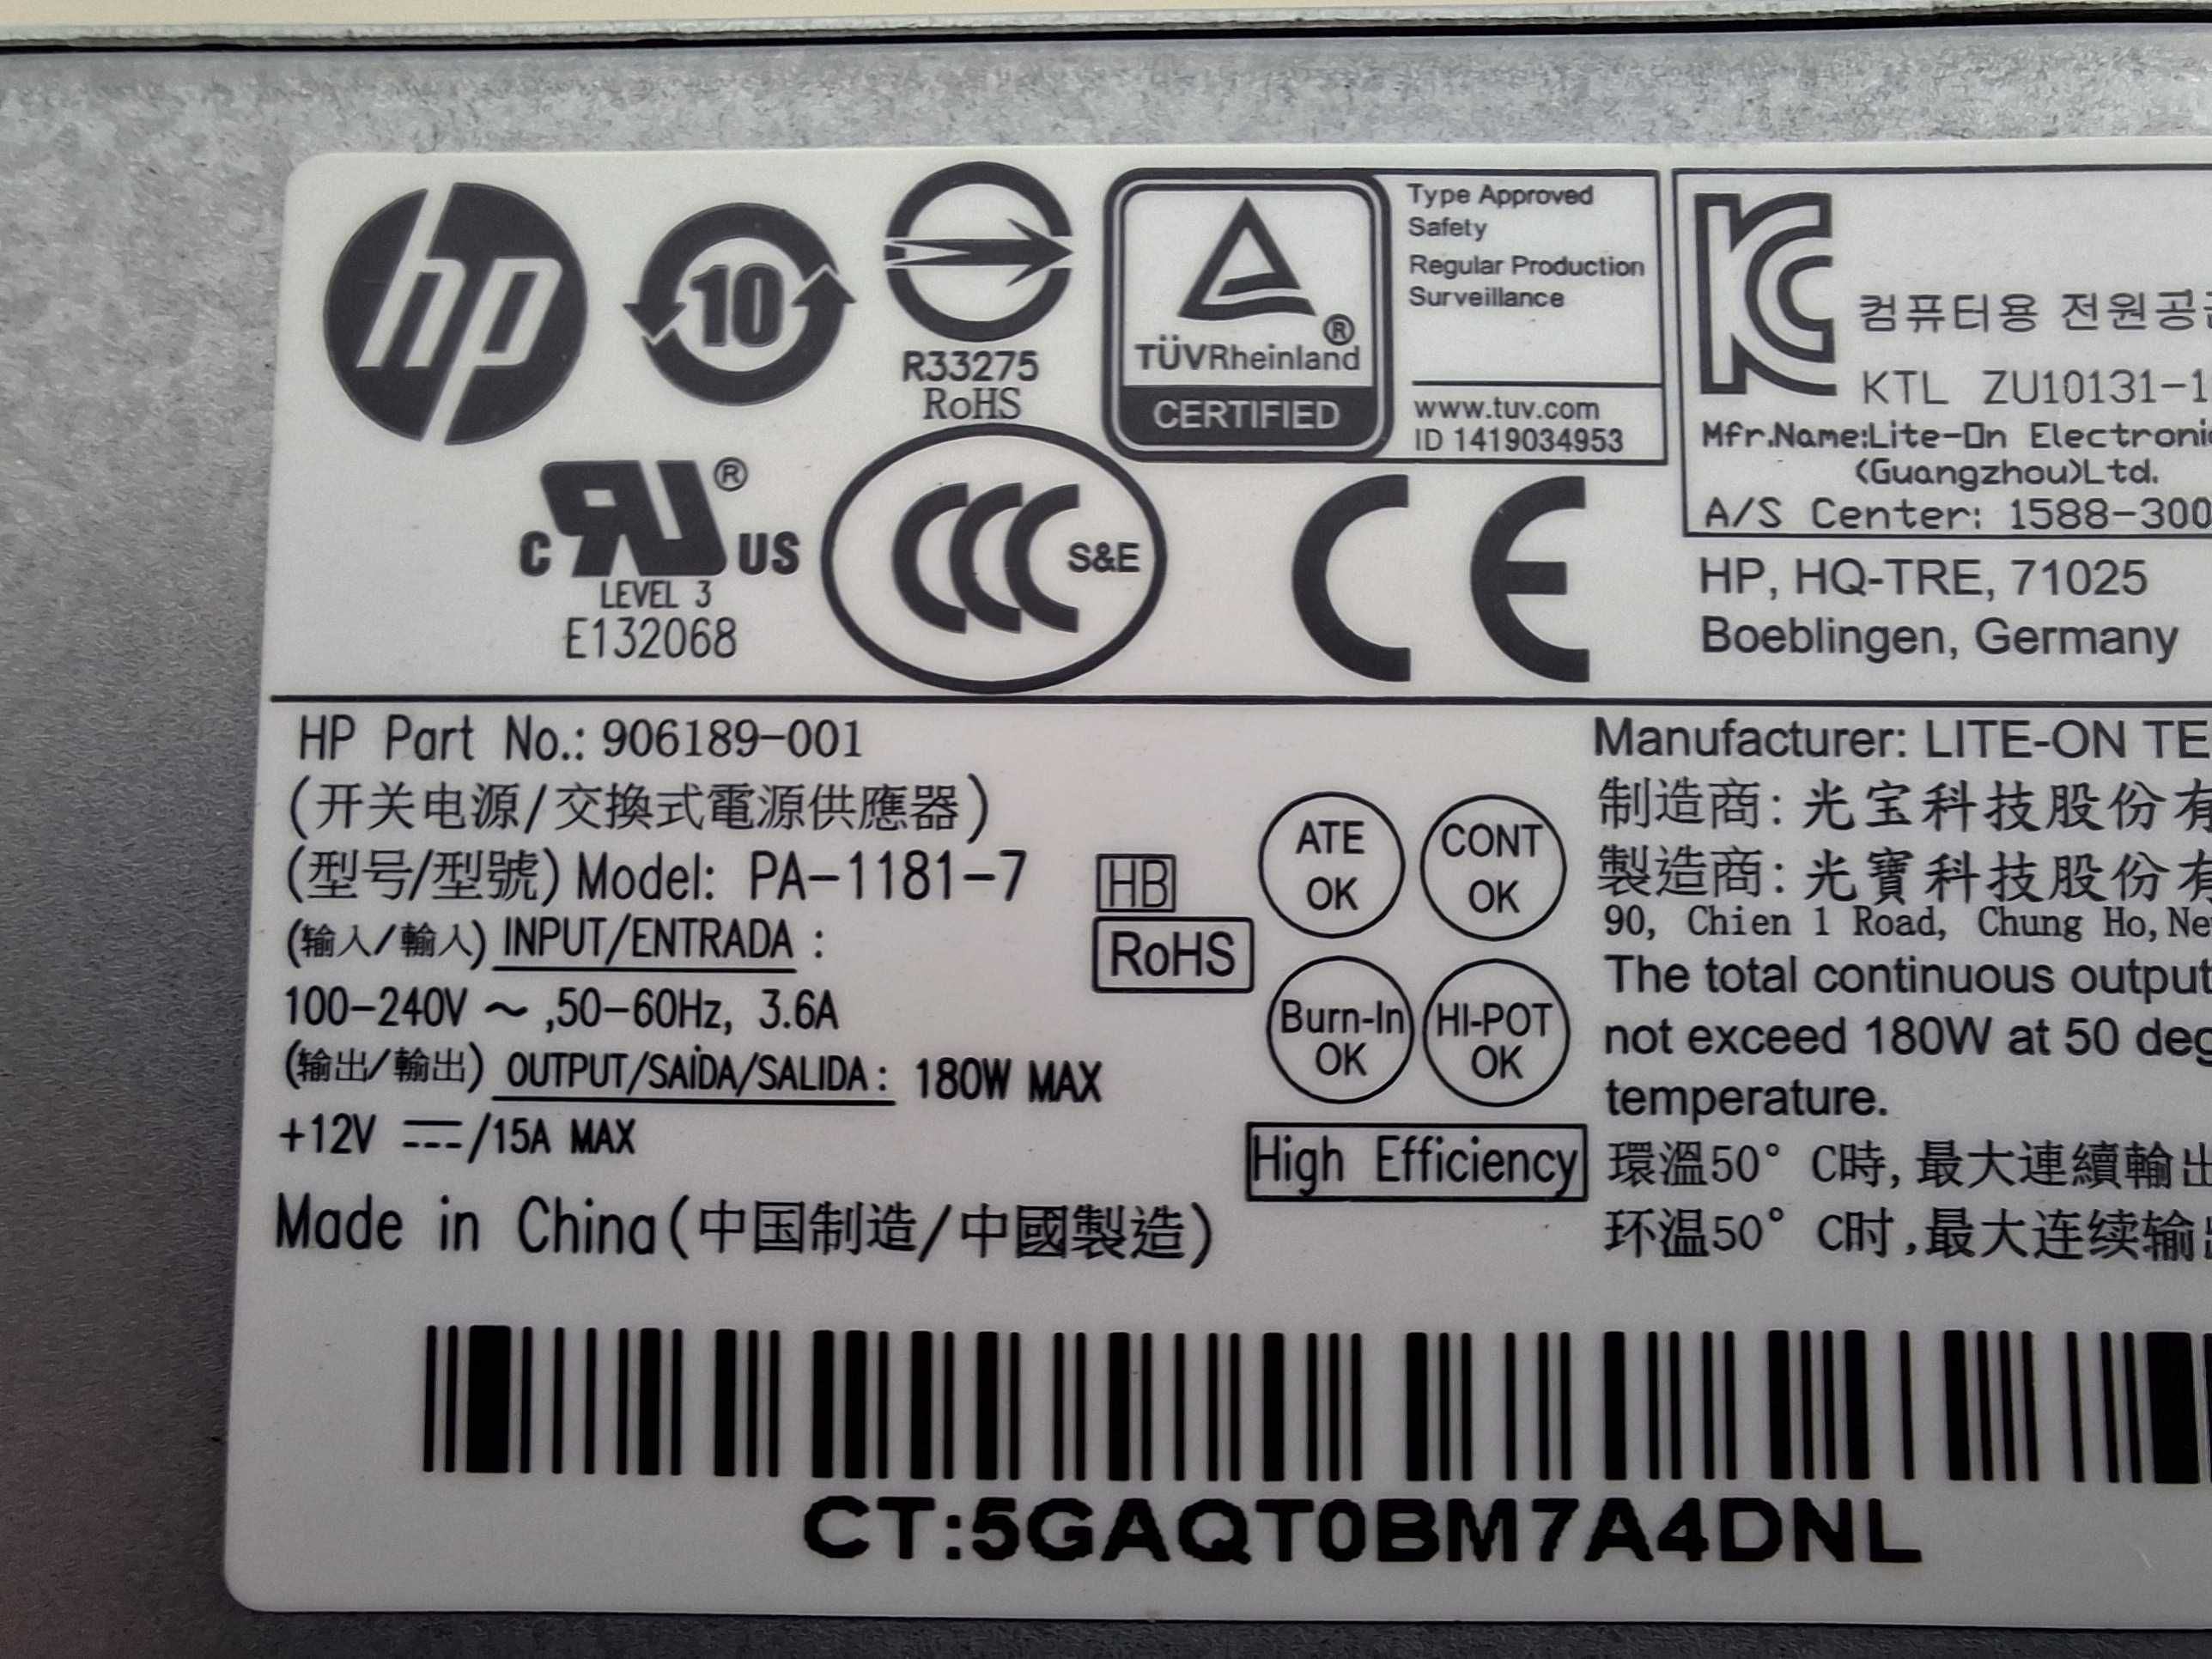 hp
10
R33275
RoHS
TÜVRheinland ®
CERTIFIED
Type Approved
Safety
Regular Production
Surveillance
www.tuv.com
ID 1419034953
컴퓨터용 전원공
KTL ZU10131-1
Mfr.Name:Lite-On Electroni
(Guangzhou)Ltd.
A/S Center: 1588-300
C RU ® US
LEVEL 3
E132068
CCC S&E
CE
HP, HQ-TRE, 71025
Boeblingen, Germany
HP Part No.: 906189-001
(开关电源/交換式電源供應器)
(型号/型號) Model: PA-1181-7
(输入/輸入) INPUT/ENTRADA :
100-240V ~ ,50-60Hz, 3.6A
(输出/輸出) OUTPUT/SAÍDA/SALIDA: 180W MAX
+12V ⎓/15A MAX
Made in China(中国制造/中國製造)
HB
RoHS
ATE OK
CONT OK
Burn-In OK
HI-POT OK
High Efficiency
Manufacturer: LITE-ON TE
制造商: 光宝科技股份有
製造商: 光寶科技股份有
90, Chien 1 Road, Chung Ho, Ne
The total continuous output
not exceed 180W at 50 deg
temperature.
環溫50° C時, 最大連續輸出
环温50° C时, 最大连续输出
CT:5GAQT0BM7A4DNL